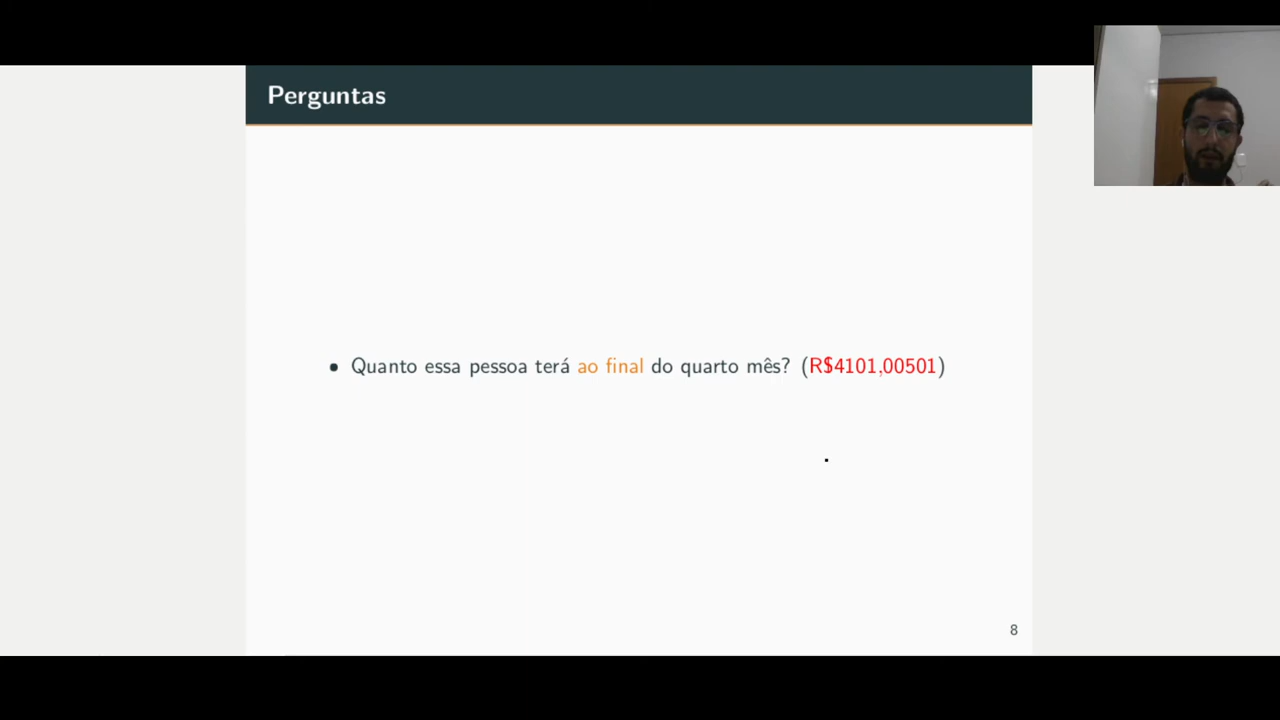 Perguntas
• Quanto essa pessoa terá ao final do quarto mês? (R$4101,00501)
8